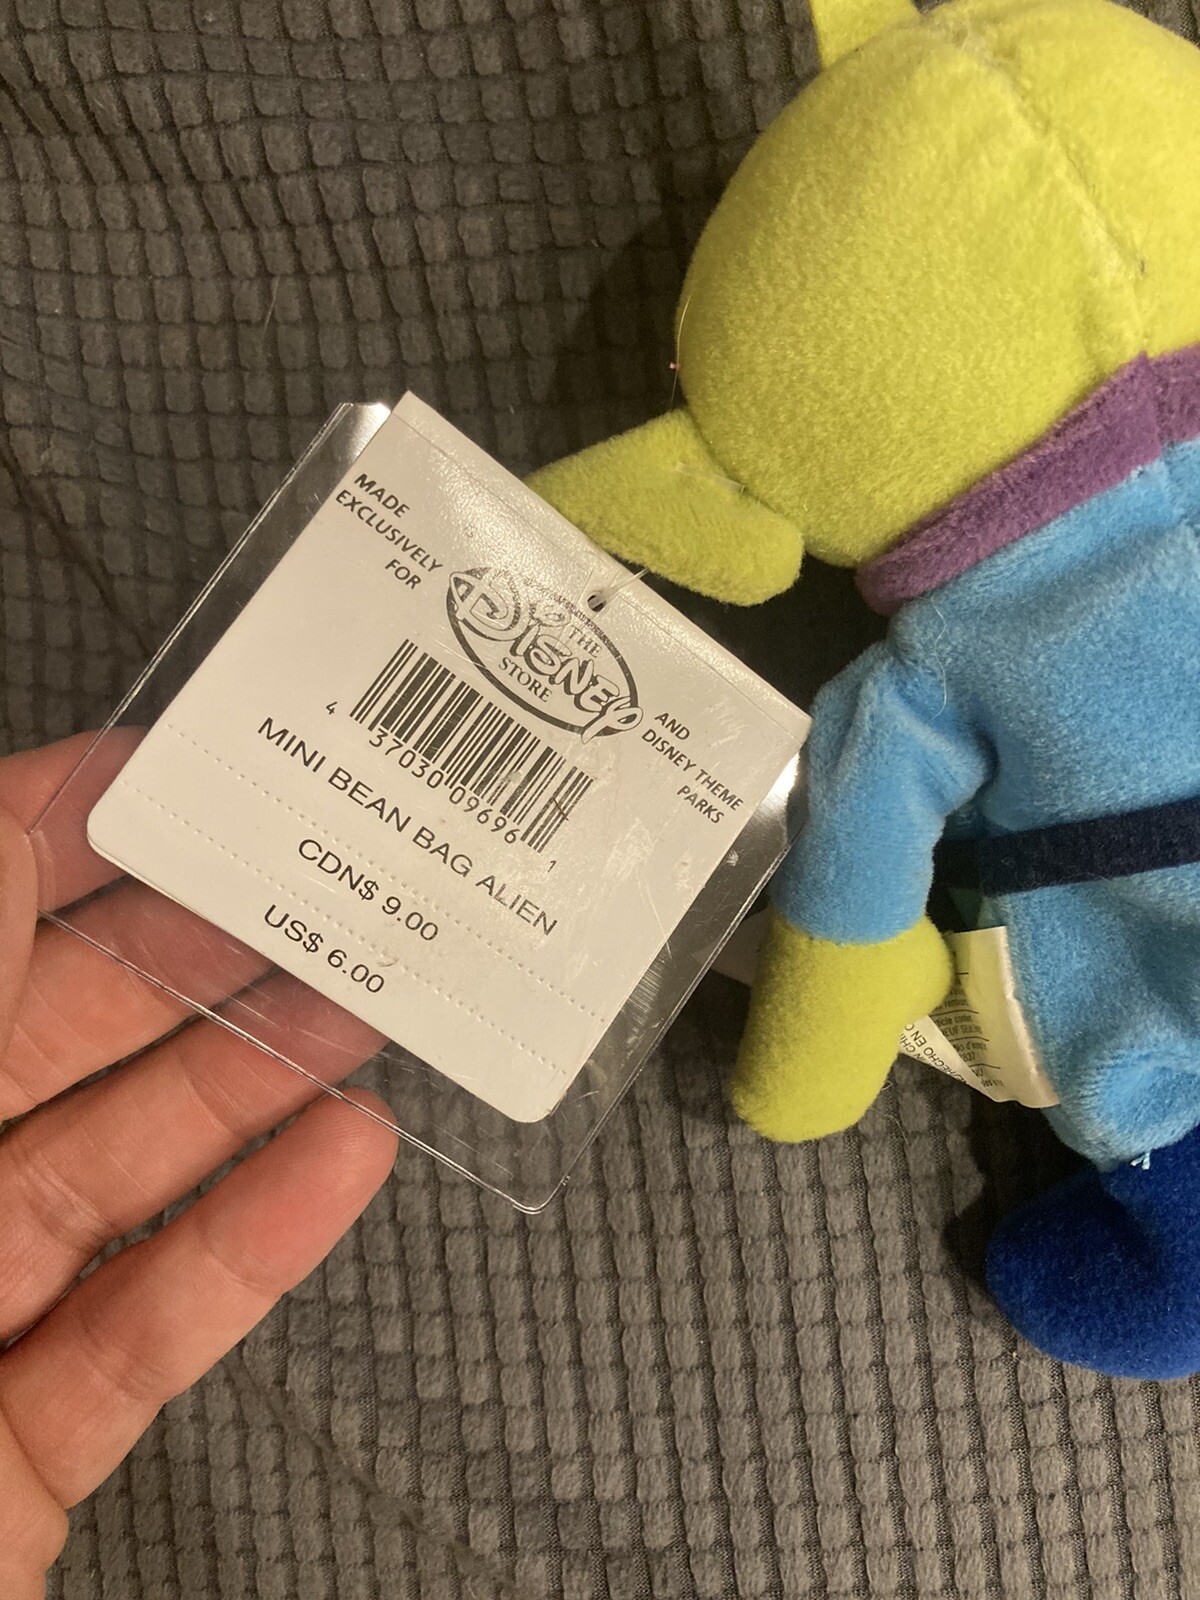 MADE
EXCLUSIVELY
FOR
THE
DISNEY
STORE
AND
DISNEY THEME
PARKS
4 37030 09696 1
MINI BEAN BAG ALIEN
CDN$ 9.00
US$ 6.00